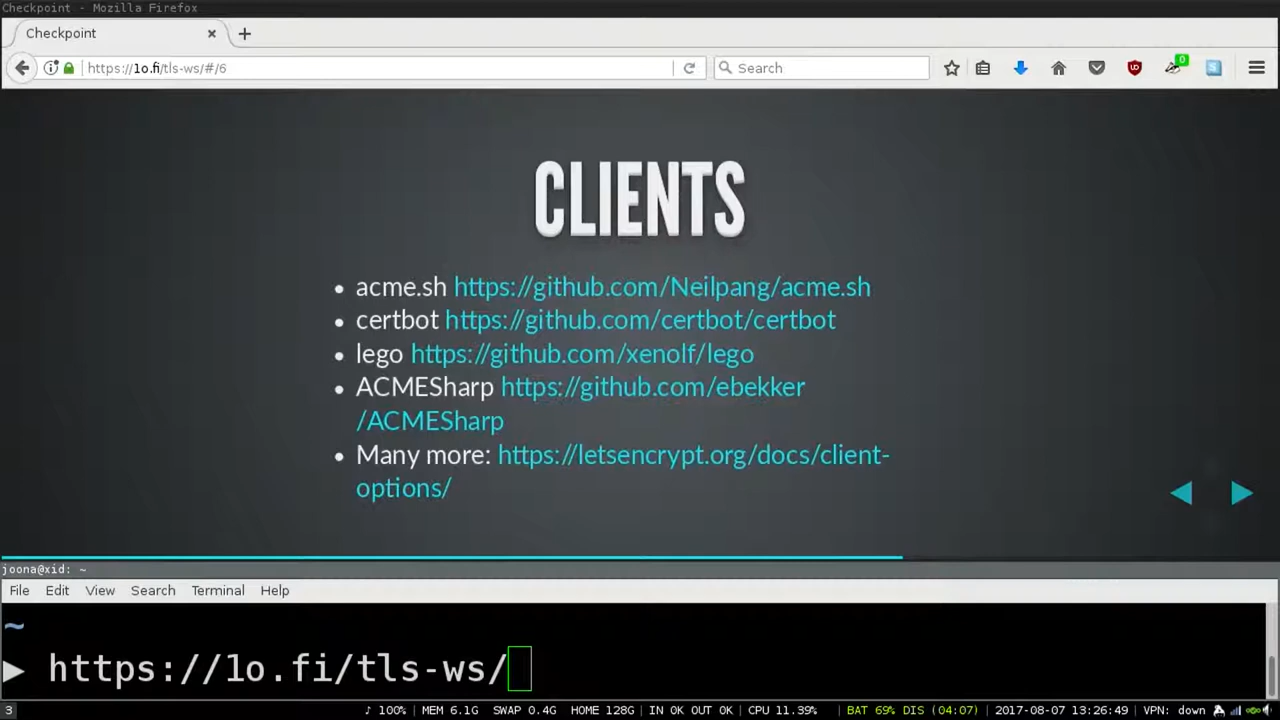 Checkpoint - Mozilla Firefox
Checkpoint
https://1o.fi/tls-ws/#/6
Search
0
CLIENTS
• acme.sh https://github.com/Neilpang/acme.sh
• certbot https://github.com/certbot/certbot
• lego https://github.com/xenolf/lego
• ACMESharp https://github.com/ebekker
/ACMESharp
• Many more: https://letsencrypt.org/docs/client-
options/
joona@xid: ~
File Edit View Search Terminal Help
~
▶ https://1o.fi/tls-ws/
3 ♪ 100% | MEM 6.1G | SWAP 0.4G | HOME 128G | IN OK OUT OK | CPU 11.39% | BAT 69% DIS (04:07) | 2017-08-07 13:26:49 | VPN: down